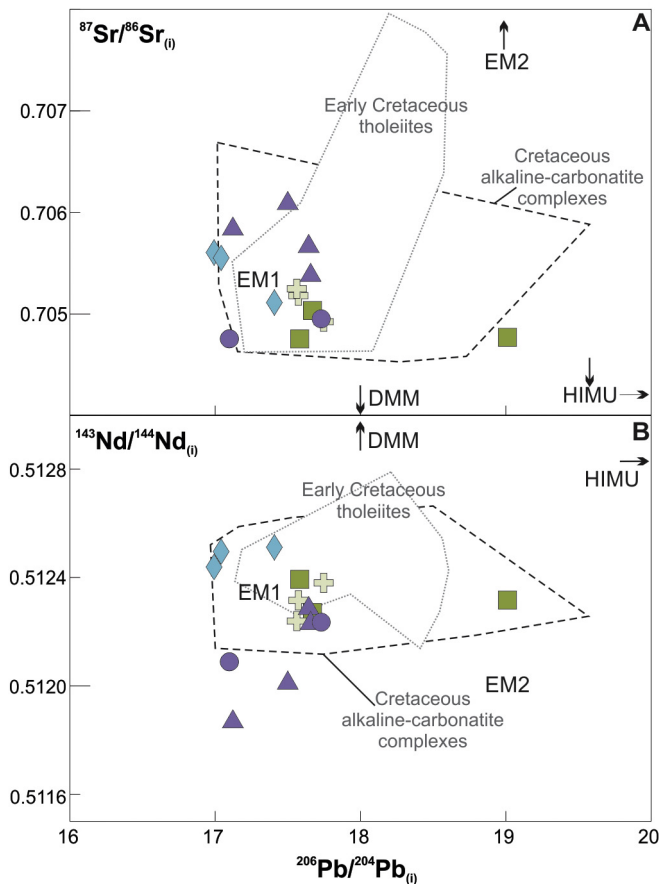 ⁸⁷Sr/⁸⁶Sr(i)
A
EM2
0.707
Early Cretaceous
tholeiites
Cretaceous
alkaline-carbonatite
complexes
0.706
EM1
0.705
DMM
HIMU
ⁱ⁴³Nd/¹⁴⁴Nd(i)
DMM
B
HIMU
0.5128
Early Cretaceous
tholeiites
0.5124
EM1
0.5120
EM2
Cretaceous
alkaline-carbonatite
complexes
0.5116
16 17 18 19 20
²⁰⁶Pb/²⁰⁴Pb(i)